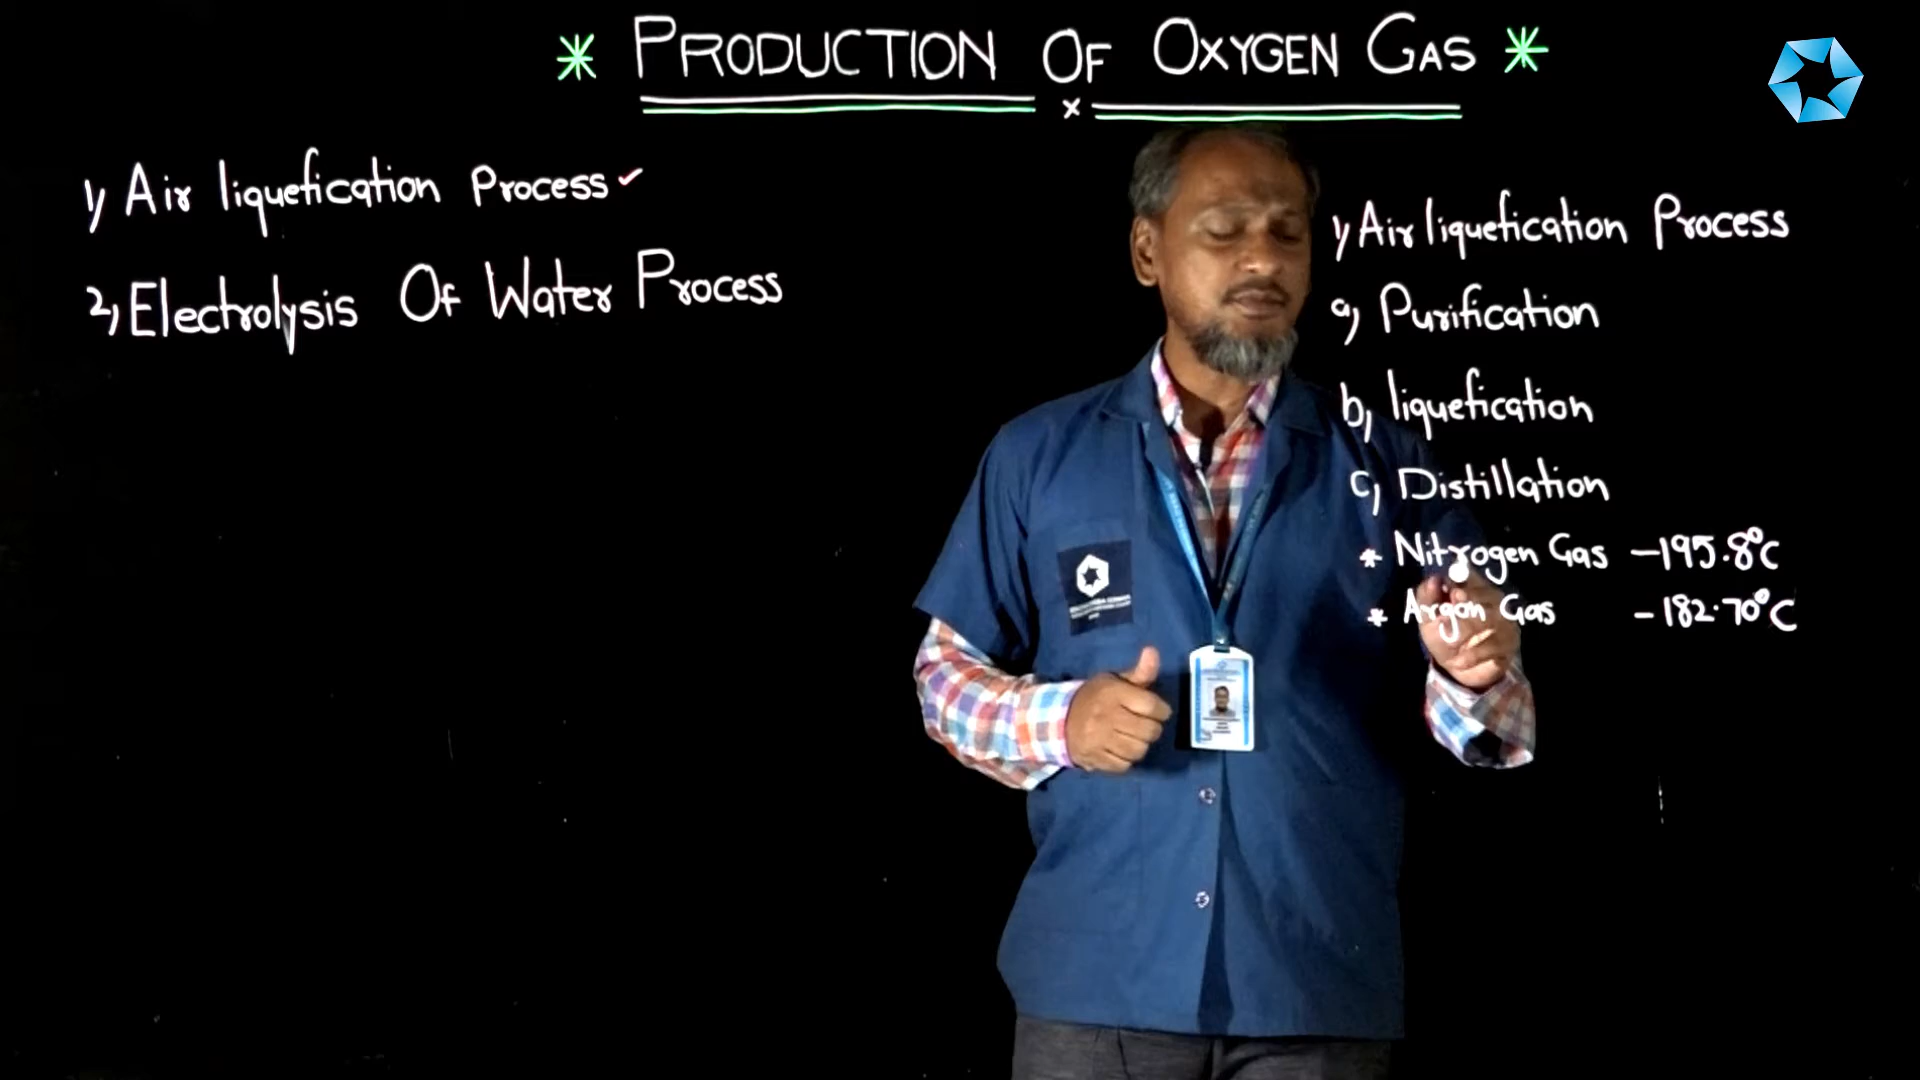 * PRODUCTION OF OXYGEN GAS *
x
1) Air liquefication Process ✓
2) Electrolysis Of Water Process
1) Air liquefication Process
a) Purification
b) liquefication
c) Distillation
* Nitrogen Gas -195.8°C
* Argon Gas -182.70°C